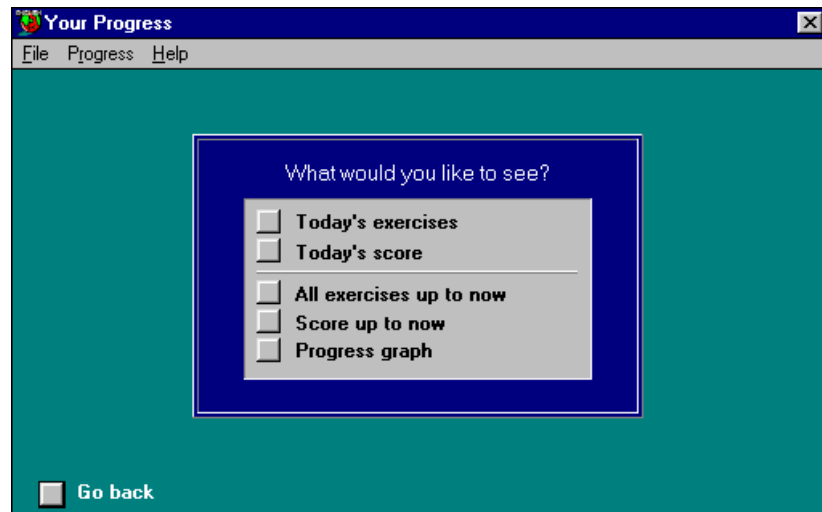 Your Progress
File Progress Help
What would you like to see?
Today's exercises
Today's score
All exercises up to now
Score up to now
Progress graph
Go back